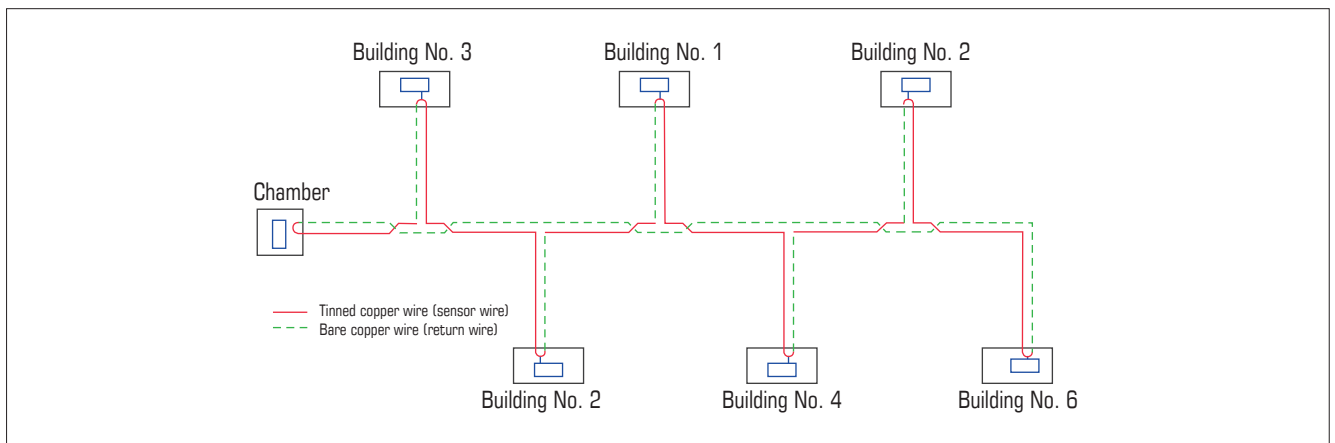 Building No. 3
Building No. 1
Building No. 2
Chamber
Tinned copper wire (sensor wire)
Bare copper wire (return wire)
Building No. 2
Building No. 4
Building No. 6